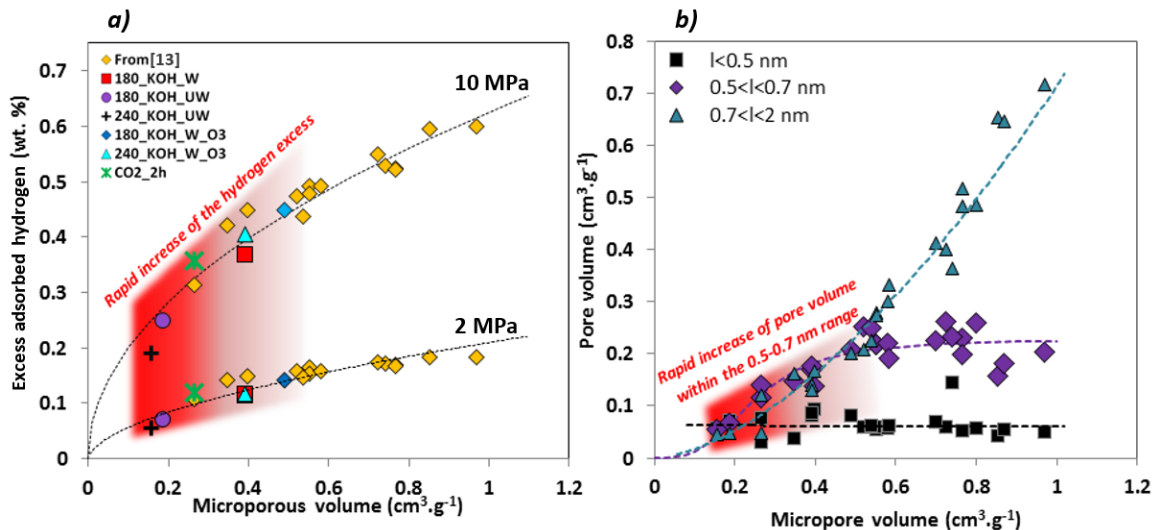 a)
Excess adsorbed hydrogen (wt. %)
0.7
0.6
0.5
0.4
0.3
0.2
0.1
0
From[13]
180_KOH_W
180_KOH_UW
240_KOH_UW
180_KOH_W_O3
240_KOH_W_O3
CO2_2h
10 MPa
Rapid increase of the hydrogen excess
2 MPa
0
0.2
0.4
0.6
0.8
1
1.2
Microporous volume (cm³.g⁻¹)
b)
Pore volume (cm³.g⁻¹)
0.8
0.7
0.6
0.5
0.4
0.3
0.2
0.1
0
l<0.5 nm
0.5<l<0.7 nm
0.7<l<2 nm
Rapid increase of pore volume
within the 0.5-0.7 nm range
0
0.2
0.4
0.6
0.8
1
1.2
Micropore volume (cm³.g⁻¹)